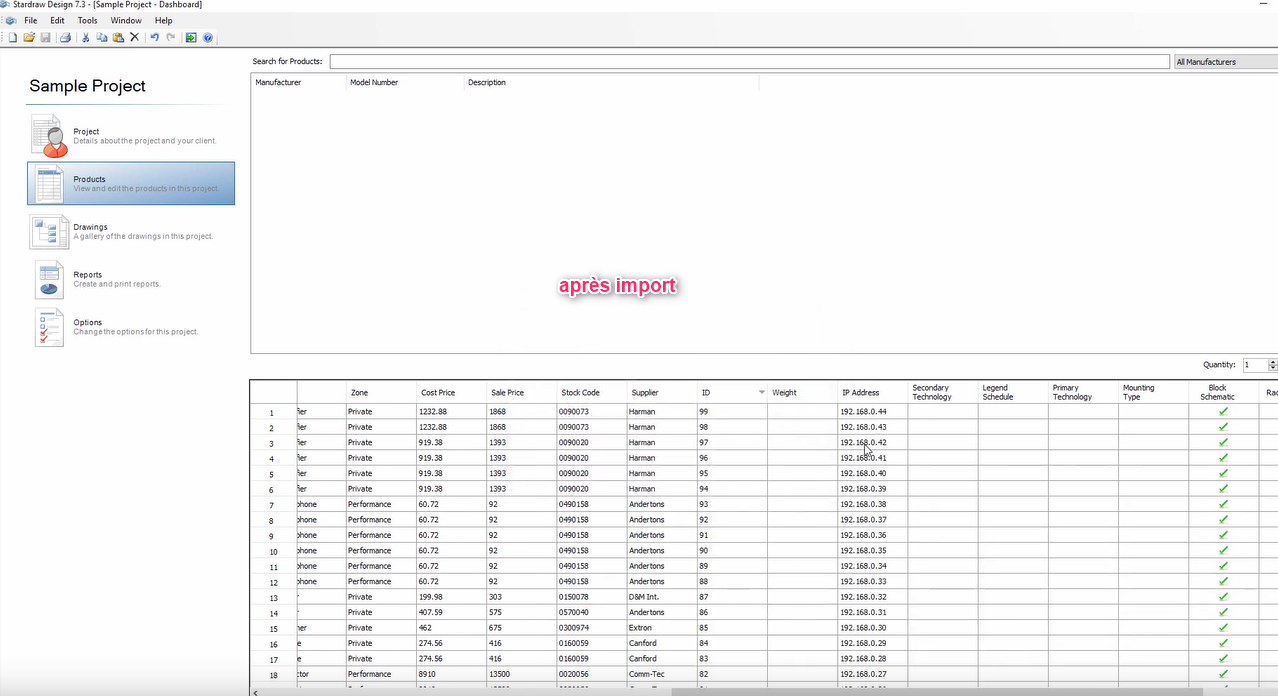 Stardraw Design 7.3 - [Sample Project - Dashboard]
File Edit Tools Window Help
Search for Products: All Manufacturers
Manufacturer Model Number Description
Sample Project
Project
Details about the project and your client.
Products
View and edit the products in this project.
Drawings
A gallery of the drawings in this project.
Reports
Create and print reports.
Options
Change the options for this project.
après import
Quantity: 1
Zone Cost Price Sale Price Stock Code Supplier ID Weight IP Address Secondary Technology Legend Schedule Primary Technology Mounting Type Block Schematic Rac
1 fier Private 1232.88 1868 0090073 Harman 99 192.168.0.44
2 fier Private 1232.88 1868 0090073 Harman 98 192.168.0.43
3 fier Private 919.38 1393 0090020 Harman 97 192.168.0.42
4 fier Private 919.38 1393 0090020 Harman 96 192.168.0.41
5 fier Private 919.38 1393 0090020 Harman 95 192.168.0.40
6 fier Private 919.38 1393 0090020 Harman 94 192.168.0.39
7 phone Performance 60.72 92 0490158 Andertons 93 192.168.0.38
8 phone Performance 60.72 92 0490158 Andertons 92 192.168.0.37
9 phone Performance 60.72 92 0490158 Andertons 91 192.168.0.36
10 phone Performance 60.72 92 0490158 Andertons 90 192.168.0.35
11 phone Performance 60.72 92 0490158 Andertons 89 192.168.0.34
12 phone Performance 60.72 92 0490158 Andertons 88 192.168.0.33
13 Private 199.98 303 0150078 D&M Int. 87 192.168.0.32
14 Private 407.59 575 0570040 Andertons 86 192.168.0.31
15 ner Private 462 675 0300974 Extron 85 192.168.0.30
16 e Private 274.56 416 0160059 Canford 84 192.168.0.29
17 e Private 274.56 416 0160059 Canford 83 192.168.0.28
18 ctor Performance 8910 13500 0020056 Comm-Tec 82 192.168.0.27